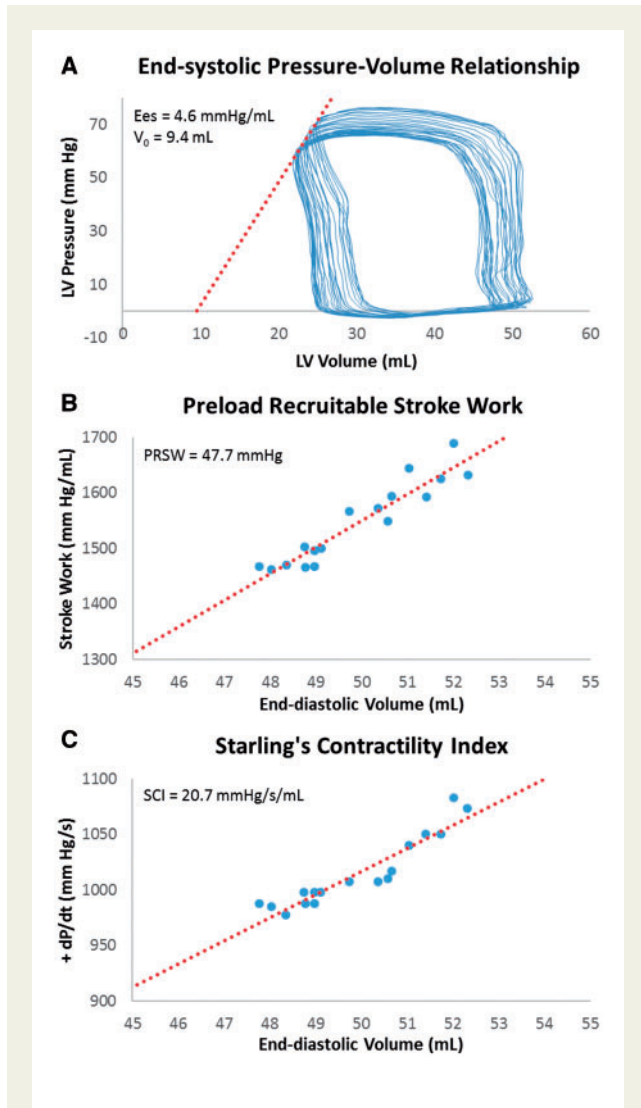 A End-systolic Pressure-Volume Relationship
Ees = 4.6 mmHg/mL
V₀ = 9.4 mL
LV Pressure (mm Hg)
70
50
30
10
-10
0 10 20 30 40 50 60
LV Volume (mL)
B Preload Recruitable Stroke Work
PRSW = 47.7 mmHg
Stroke Work (mm Hg/mL)
1700
1600
1500
1400
1300
45 46 47 48 49 50 51 52 53 54 55
End-diastolic Volume (mL)
C Starling's Contractility Index
SCI = 20.7 mmHg/s/mL
+ dP/dt (mm Hg/s)
1100
1050
1000
950
900
45 46 47 48 49 50 51 52 53 54 55
End-diastolic Volume (mL)